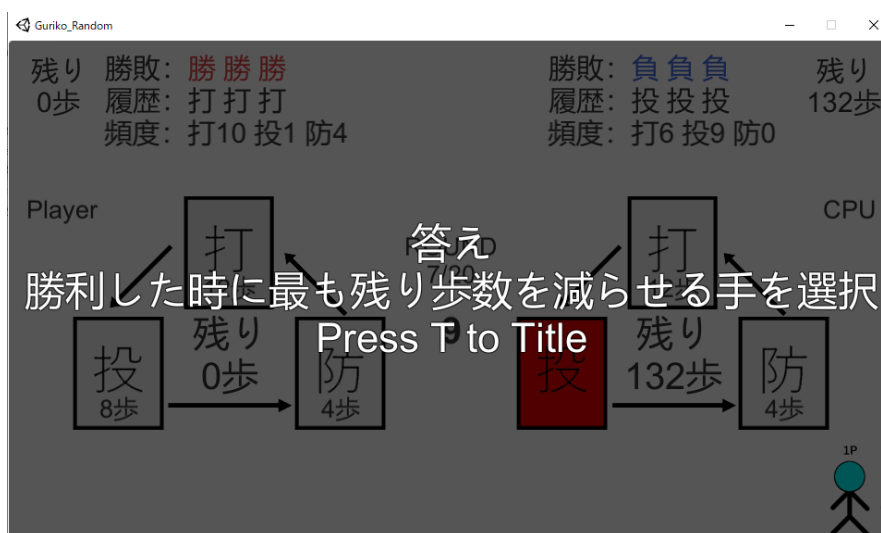 Guriko_Random
残り 勝敗: 勝 勝 勝
0歩 履歴: 打 打 打
頻度: 打10 投1 防4
勝敗: 負 負 負 残り
履歴: 投 投 投 132歩
頻度: 打6 投9 防0
Player
CPU
打
打
答え
勝利した時に最も残り歩数を減らせる手を選択
Press T to Title
投
8歩
残り
0歩
防
4歩
9
投
残り
132歩
防
4歩
1P